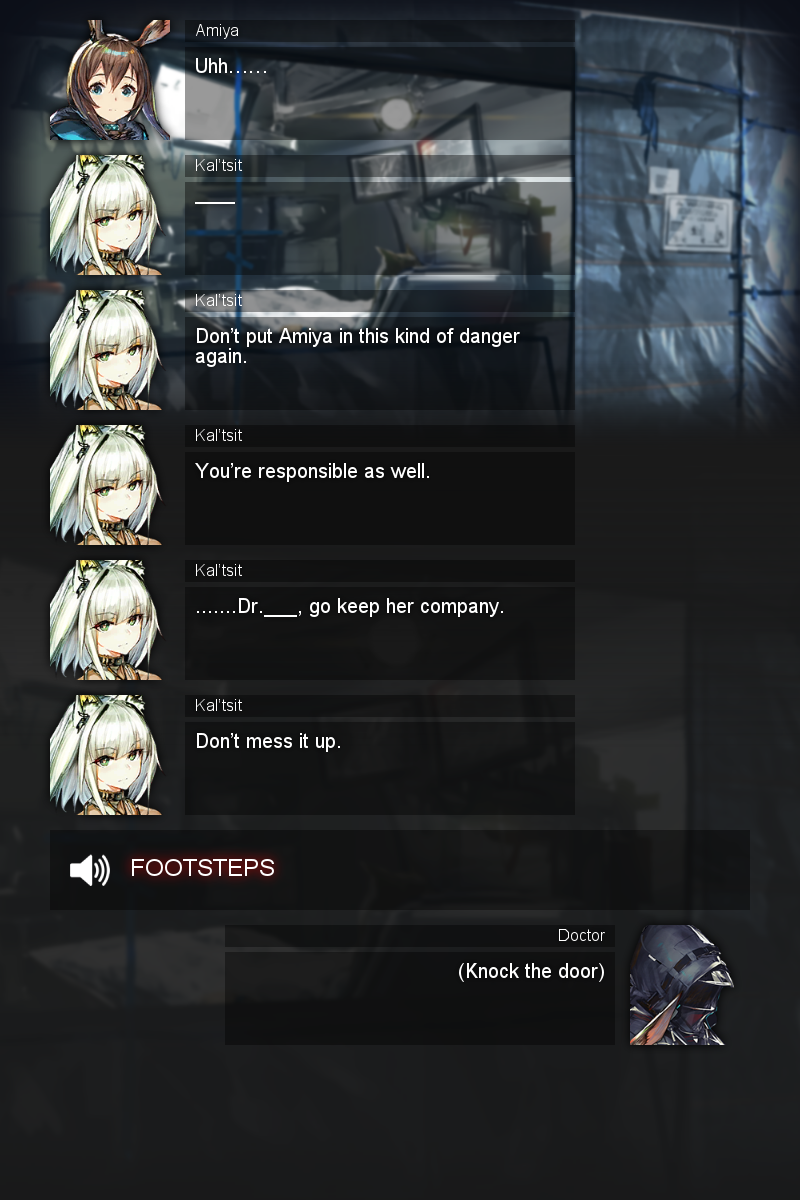 Amiya
Uhh……
Kal'tsit
____
Kal'tsit
Don't put Amiya in this kind of danger
again.
Kal'tsit
You're responsible as well.
Kal'tsit
.......Dr.___, go keep her company.
Kal'tsit
Don't mess it up.
FOOTSTEPS
Doctor
(Knock the door)